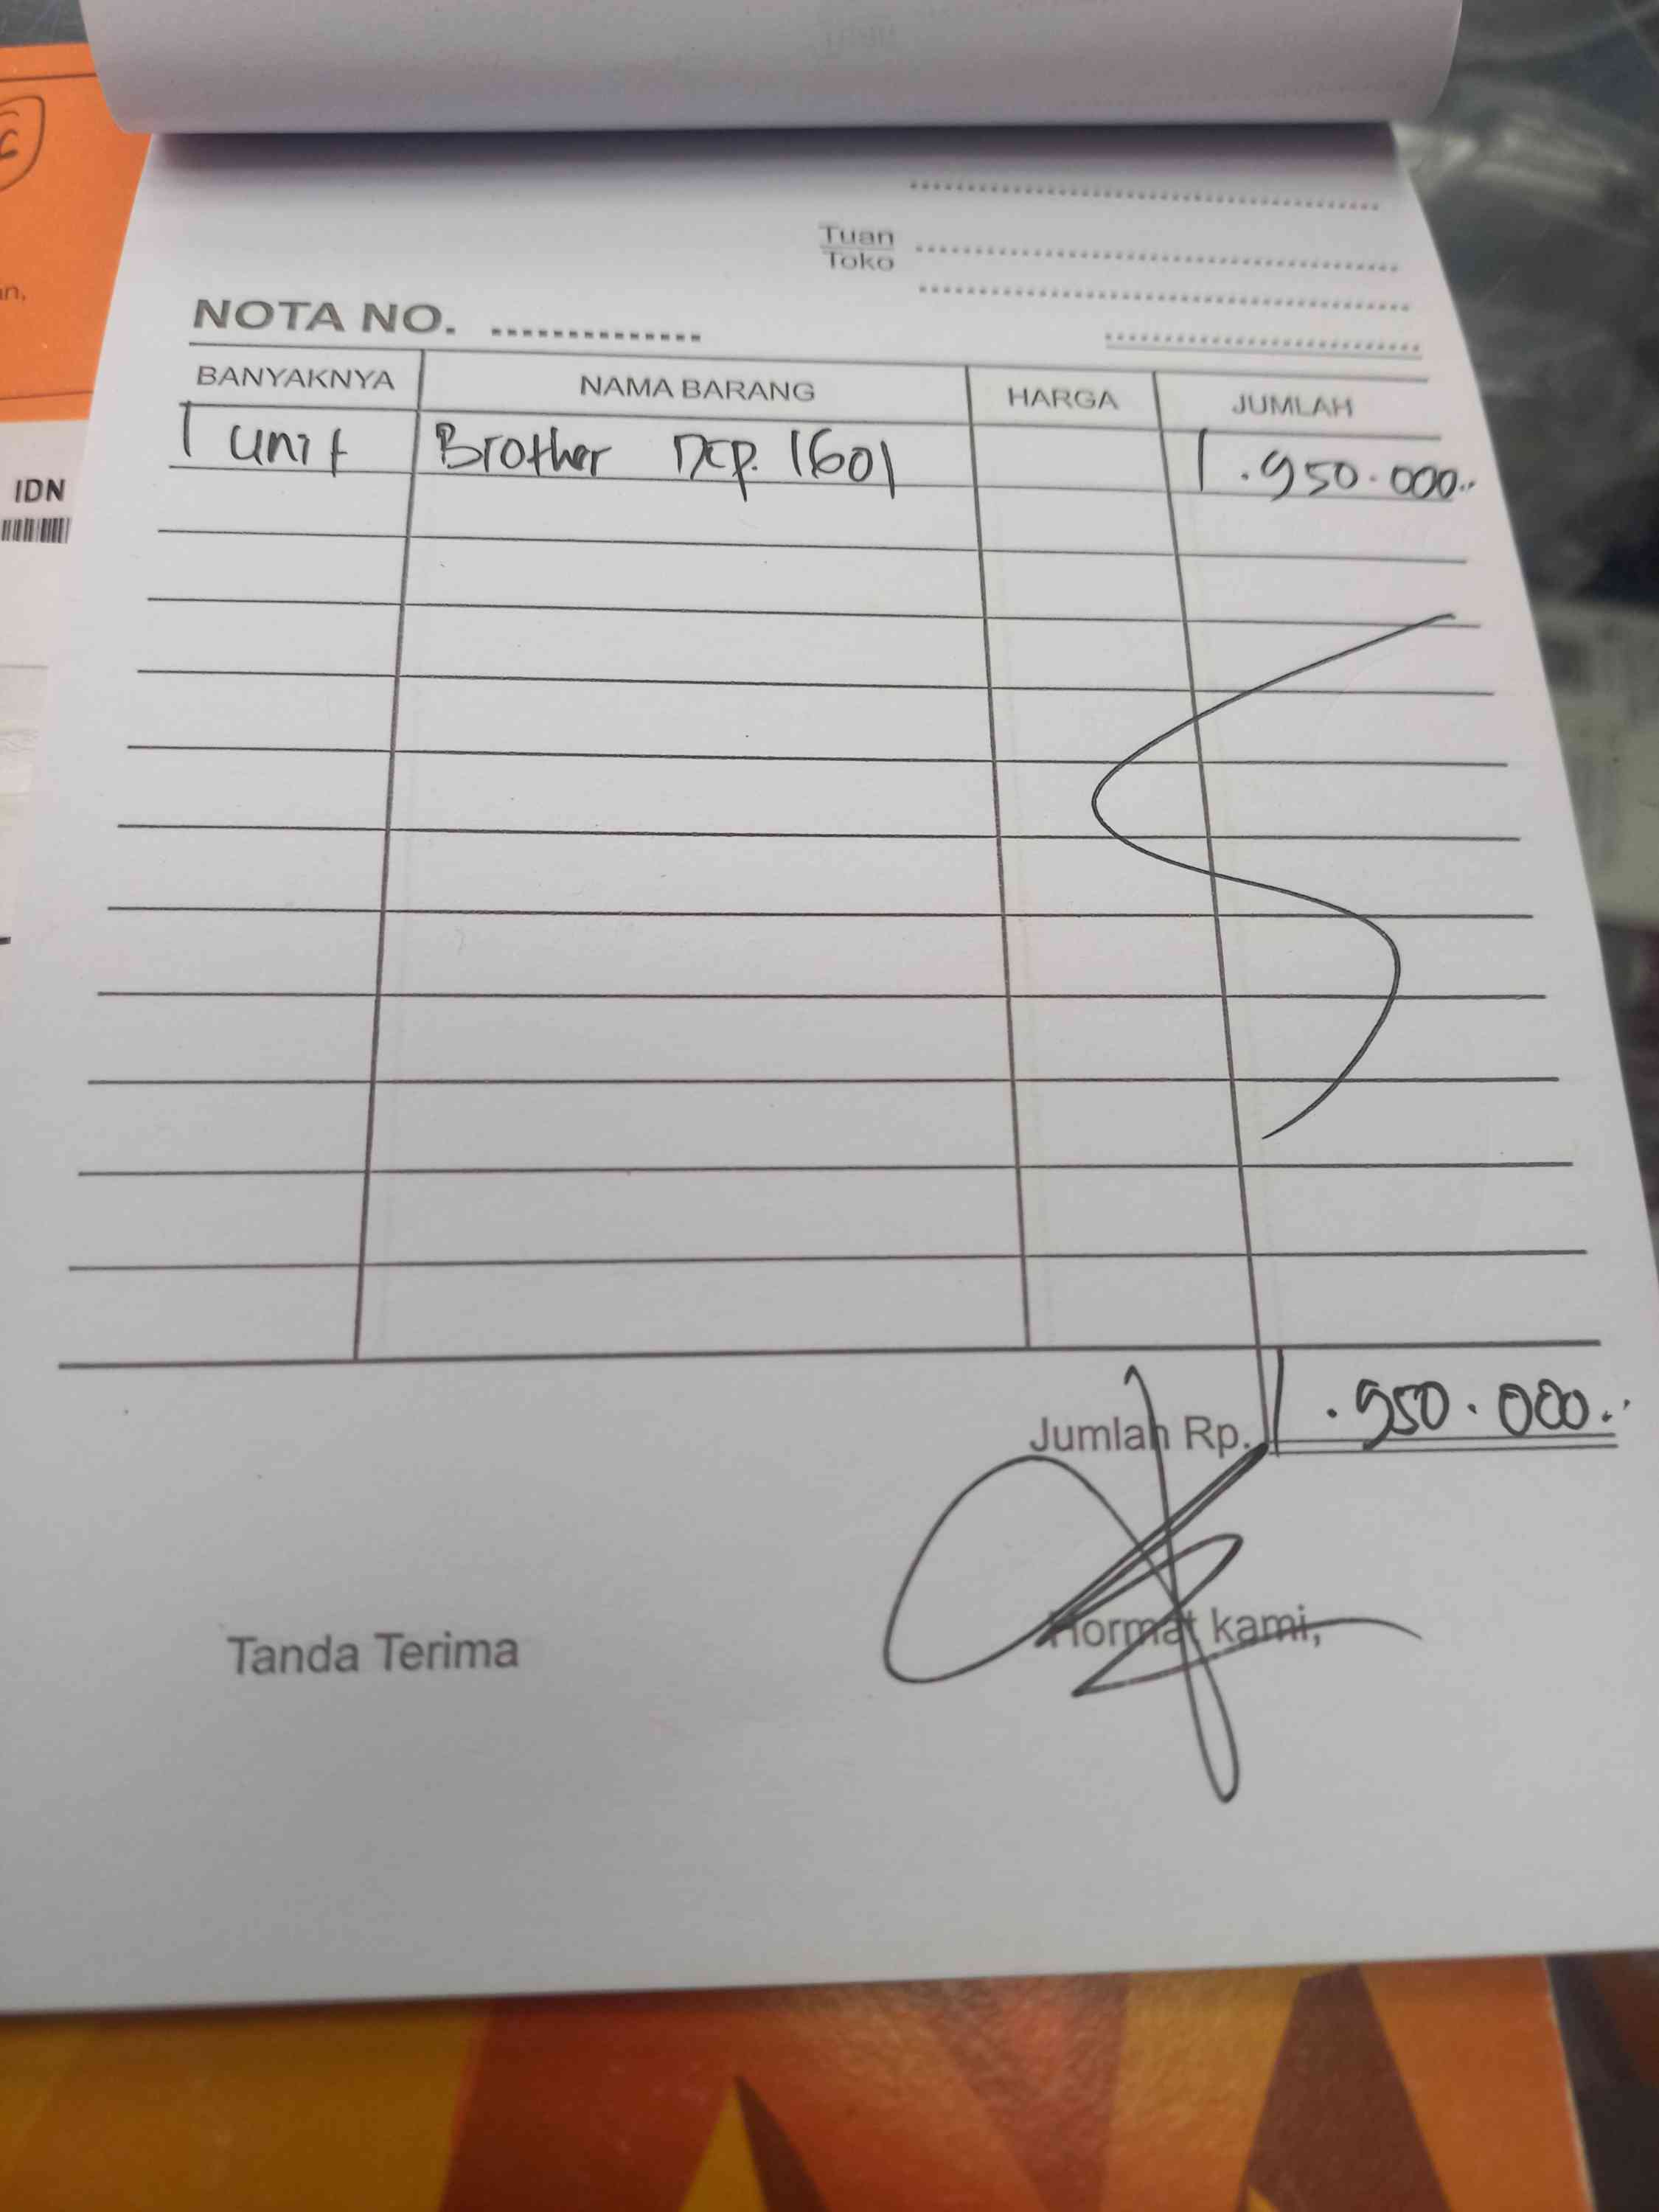 Tuan
Toko
NOTA NO.
BANYAKNYA NAMA BARANG HARGA JUMLAH
1 unit Brother DCP. 1601 1.950.000..
IDN
Jumlah Rp. 1.950.000..
Tanda Terima Hormat kami,